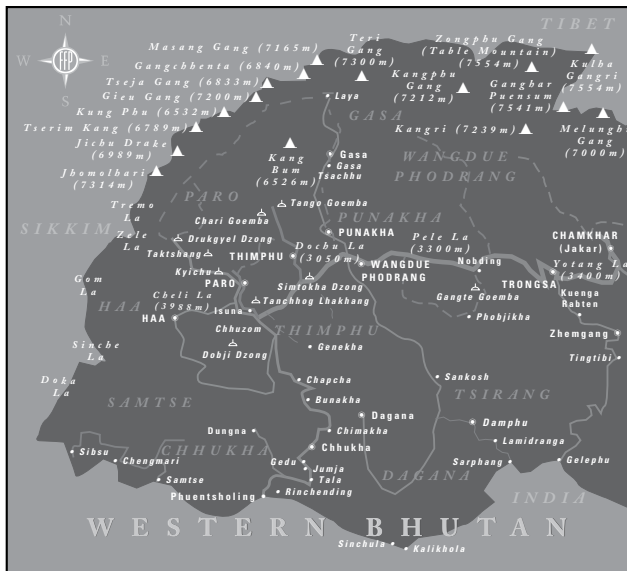 N
W
E
S
FFP
TIBET
Masang Gang (7165m)
Gangchhenta (6840m)
Tseja Gang (6833m)
Gieu Gang (7200m)
Kung Phu (6532m)
Tserim Kang (6789m)
Jichu Drake
(6989m)
Jhomolhari
(7314m)
Teri
Gang
(7300m)
Zongphu Gang
(Table Mountain)
(7554m)
Kangphu
Gang
(7212m)
Kulha
Gangri
(7554m)
Gangbar
Puensum
(7541m)
Kangri (7239m)
Melunghi
Gang
(7000m)
Laya
GASA
Kang
Bum
(6526m)
Gasa
Gasa
Tsachhu
WANGDUE
PHODRANG
PARO
Tango Goemba
Chari Goemba
PUNAKHA
Tremo
La
SIKKIM
Zele
La
Drukgyel Dzong
Taktshang
THIMPHU
Dochu La
(3050m)
PUNAKHA
Pele La
(3300m)
CHAMKHAR
(Jakar)
Yotang La
(3400m)
WANGDUE
PHODRANG
Nobding
TRONGSA
Kyichu
PARO
Simtokha Dzong
Gangte Goemba
Kuenga
Rabten
Gom
La
Cheli La
(3988m)
HAA
HAA
Isuna
Tamchhog Lhakhang
Chhuzom
THIMPHU
Phobjikha
Zhemgang
Dobji Dzong
Genekha
Tingtibi
Sinche
La
Doka
La
Chapcha
Sankosh
SAMTSE
Bunakha
TSIRANG
Dagana
Damphu
Dungna
Chimakha
CHHUKHA
Chhukha
Lamidranga
Sibsu
Chengmari
Gedu
Jumja
DAGANA
Sarphang
Gelephu
Samtse
Tala
Phuentsholing
Rinchending
INDIA
WESTERN BHUTAN
Sinchula
Kalikhola